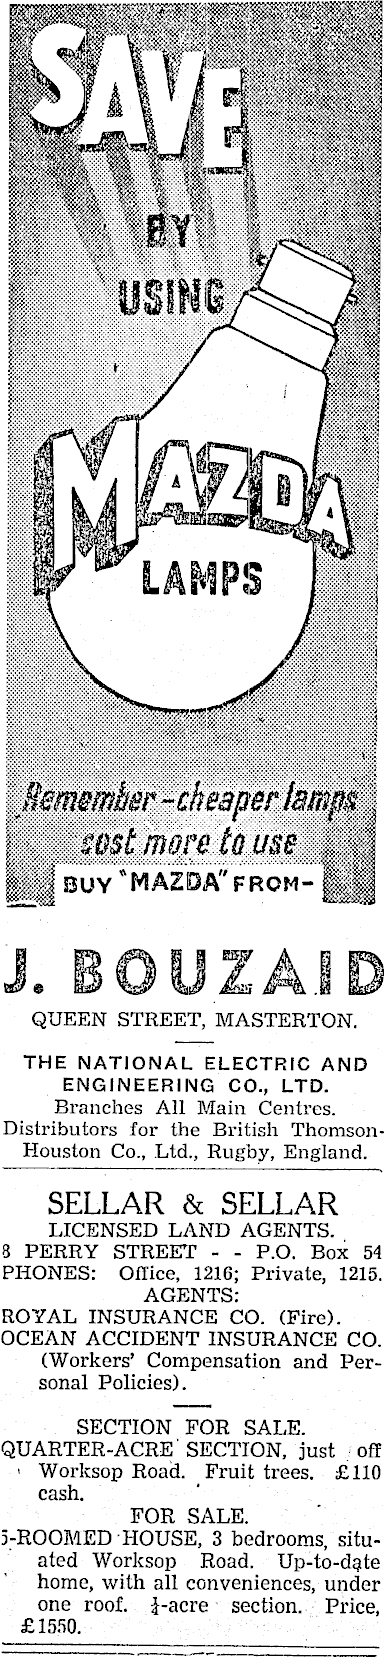 SAVE
BY
USING
MAZDA
LAMPS
Remember-cheaper lamps
cost more to use
BUY "MAZDA" FROM-
J. BOUZAID
QUEEN STREET, MASTERTON.
THE NATIONAL ELECTRIC AND
ENGINEERING CO., LTD.
Branches All Main Centres.
Distributors for the British Thomson-
Houston Co., Ltd., Rugby, England.
SELLAR & SELLAR
LICENSED LAND AGENTS.
8 PERRY STREET - - P.O. Box 54
PHONES: Office, 1216; Private, 1215.
AGENTS:
ROYAL INSURANCE CO. (Fire).
OCEAN ACCIDENT INSURANCE CO.
(Workers' Compensation and Per-
sonal Policies).
SECTION FOR SALE.
QUARTER-ACRE SECTION, just off
Worksop Road. Fruit trees. £110
cash.
FOR SALE.
5-ROOMED HOUSE, 3 bedrooms, situ-
ated Worksop Road. Up-to-date
home, with all conveniences, under
one roof. ¼-acre section. Price,
£1550.